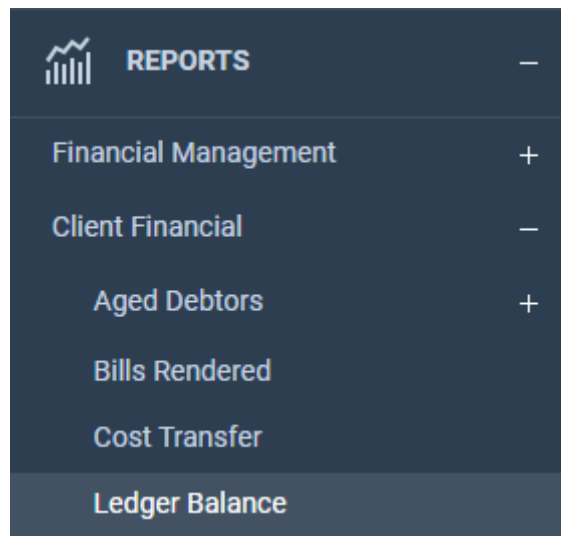 REPORTS –
Financial Management +
Client Financial –
Aged Debtors +
Bills Rendered
Cost Transfer
Ledger Balance